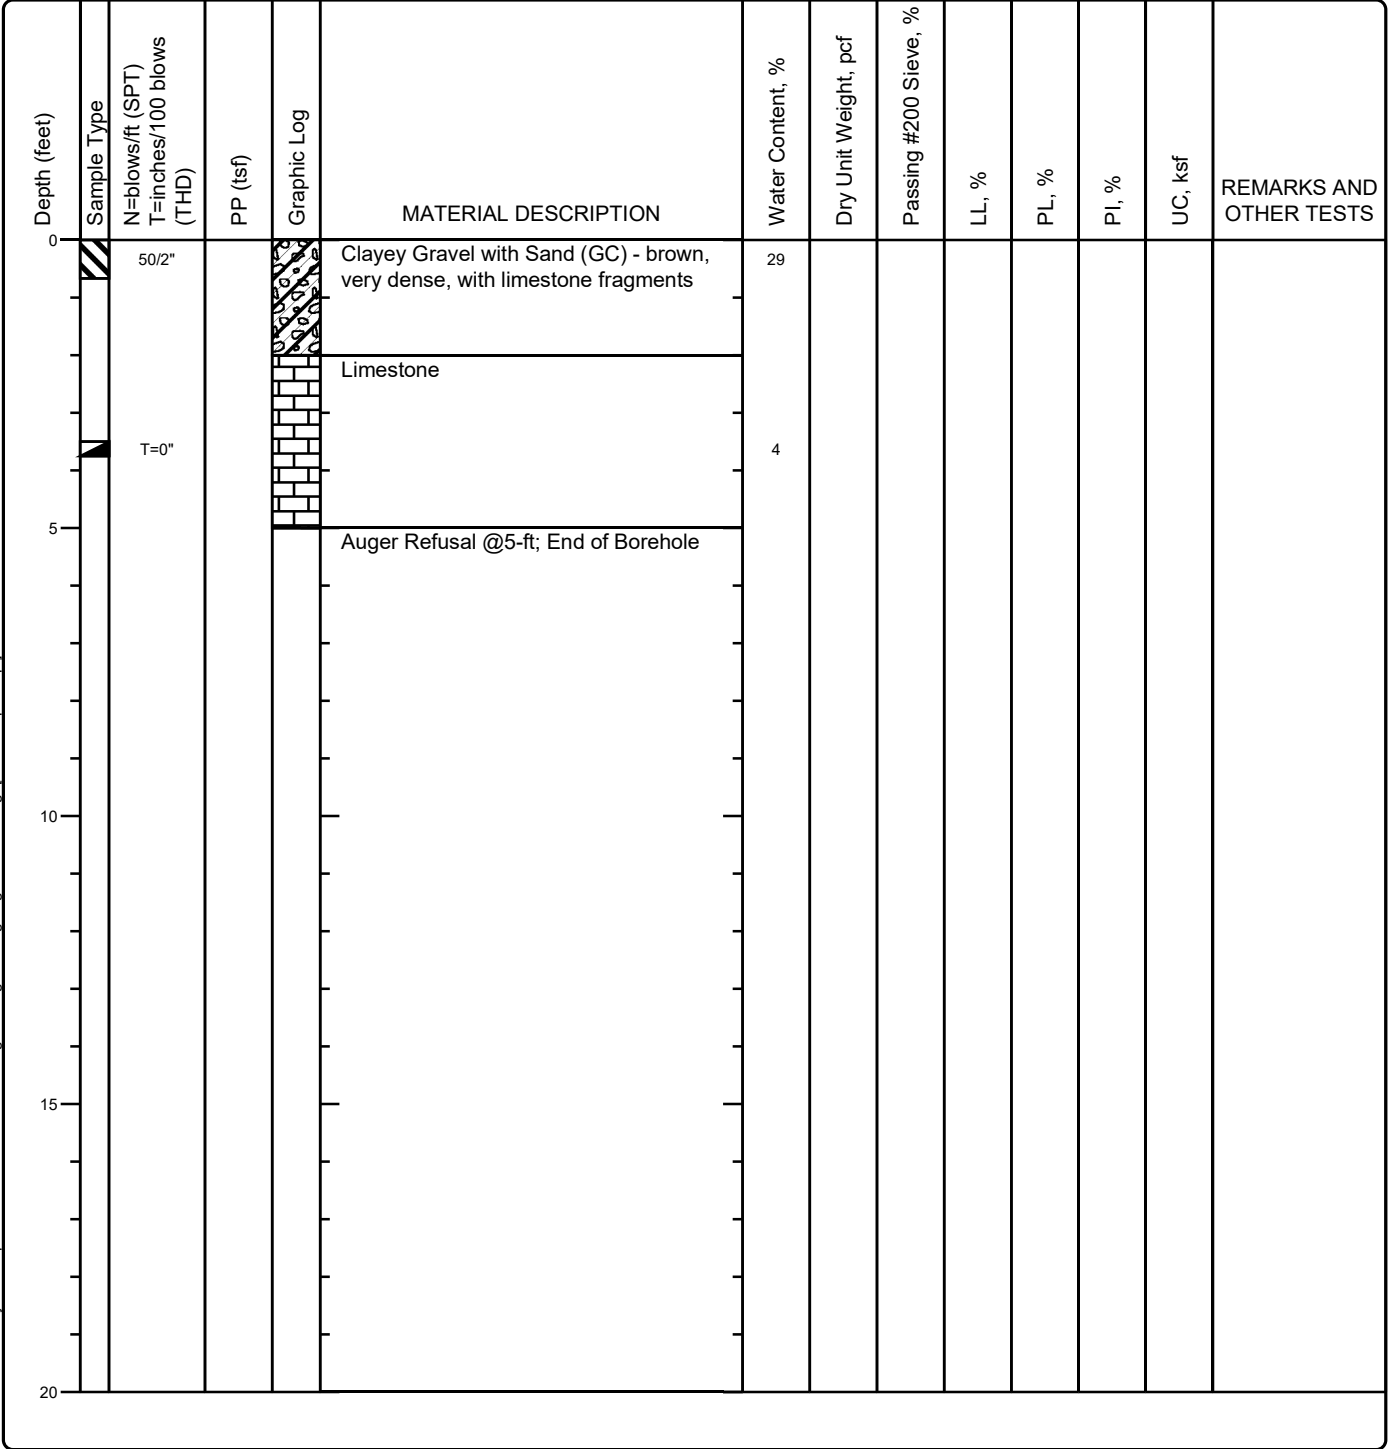 Depth (feet)
Sample Type
N=blows/ft (SPT)
T=inches/100 blows
(THD)
PP (tsf)
Graphic Log
MATERIAL DESCRIPTION
Water Content, %
Dry Unit Weight, pcf
Passing #200 Sieve, %
LL, %
PL, %
PI, %
UC, ksf
REMARKS AND
OTHER TESTS
0
50/2"
Clayey Gravel with Sand (GC) - brown,
very dense, with limestone fragments
29
Limestone
T=0"
4
5
Auger Refusal @5-ft; End of Borehole
10
15
20